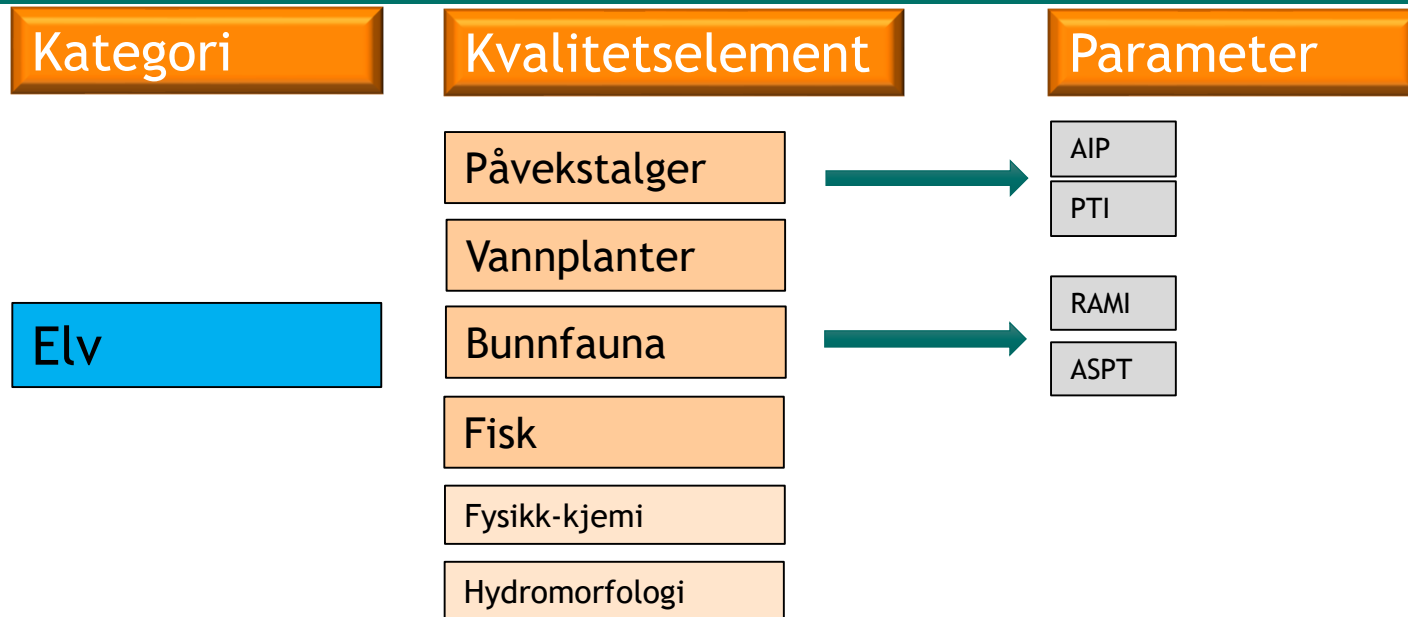 Kategori
Kvalitetselement
Parameter
Påvekstalger
AIP
PTI
Vannplanter
Elv
Bunnfauna
RAMI
ASPT
Fisk
Fysikk-kjemi
Hydromorfologi